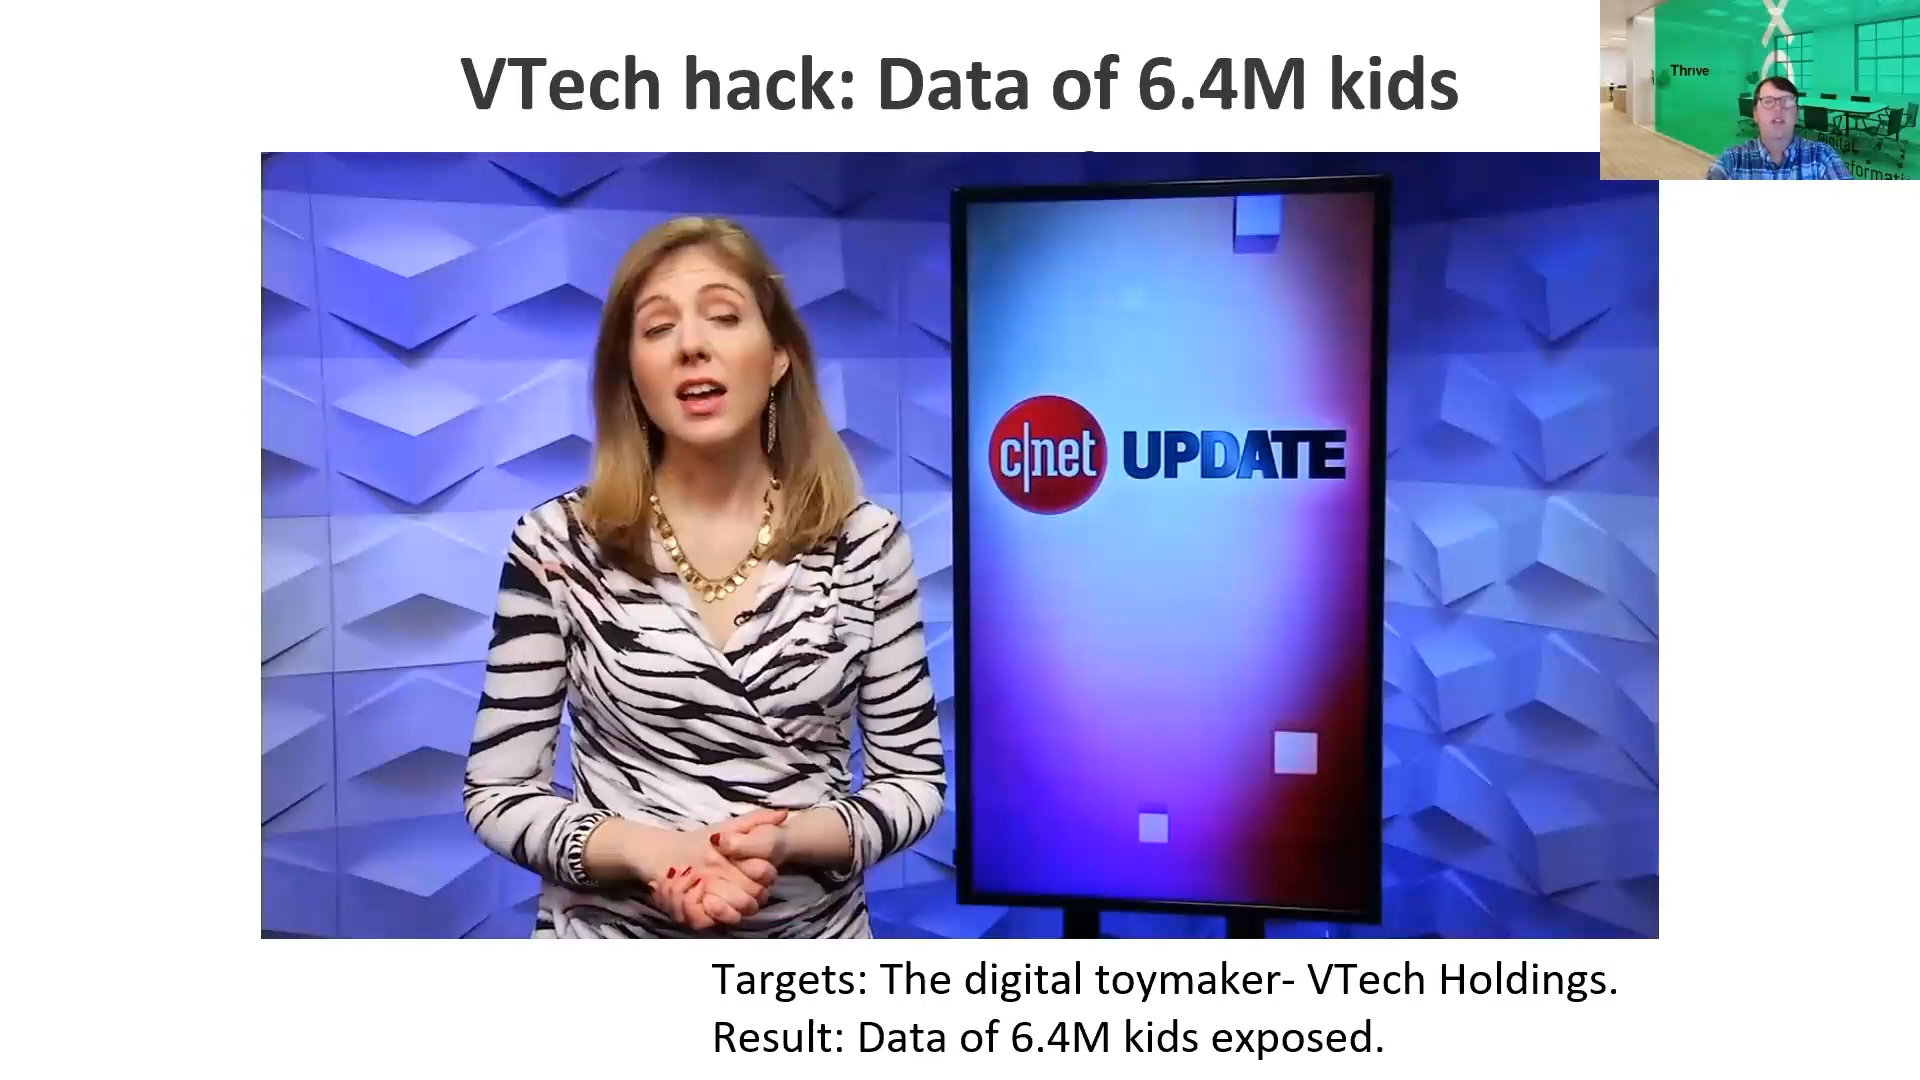 VTech hack: Data of 6.4M kids
Thrive
c|net UPDATE
Targets: The digital toymaker- VTech Holdings.
Result: Data of 6.4M kids exposed.